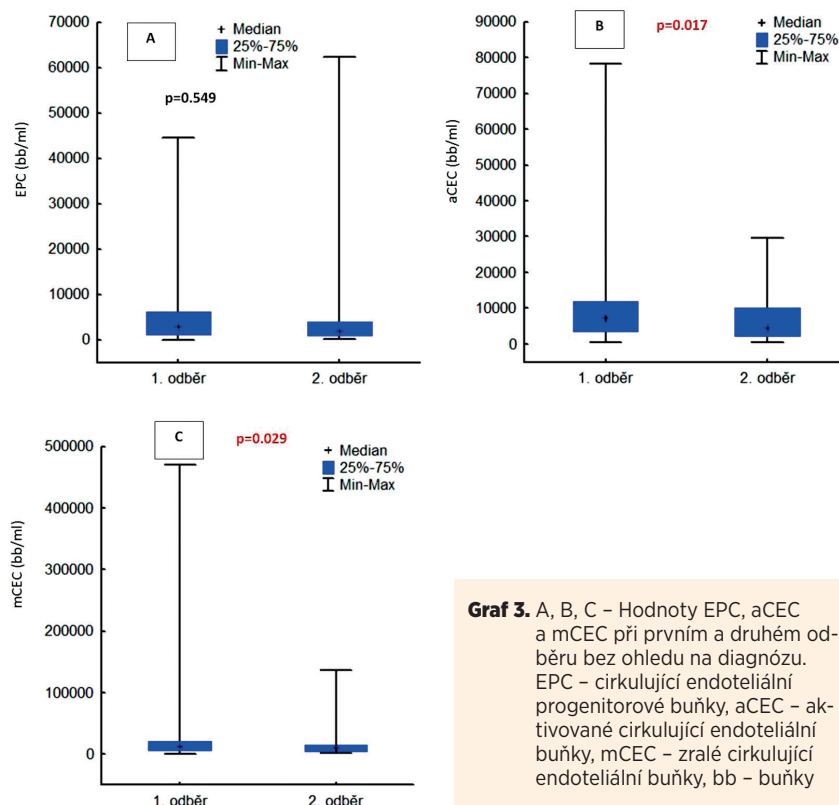 A
+ Median
25%-75%
Min-Max
p=0.549
EPC (bb/ml)
70000
60000
50000
40000
30000
20000
10000
0
1. odběr
2. odběr
B
p=0.017
+ Median
25%-75%
Min-Max
aCEC (bb/ml)
90000
80000
70000
60000
50000
40000
30000
20000
10000
0
1. odběr
2. odběr
C
p=0.029
+ Median
25%-75%
Min-Max
mCEC (bb/ml)
500000
400000
300000
200000
100000
0
1. odběr
2. odběr
Graf 3. A, B, C – Hodnoty EPC, aCEC
a mCEC při prvním a druhém od-
běru bez ohledu na diagnózu.
EPC – cirkulující endoteliální
progenitorové buňky, aCEC – ak-
tivované cirkulující endoteliální
buňky, mCEC – zralé cirkulující
endoteliální buňky, bb – buňky